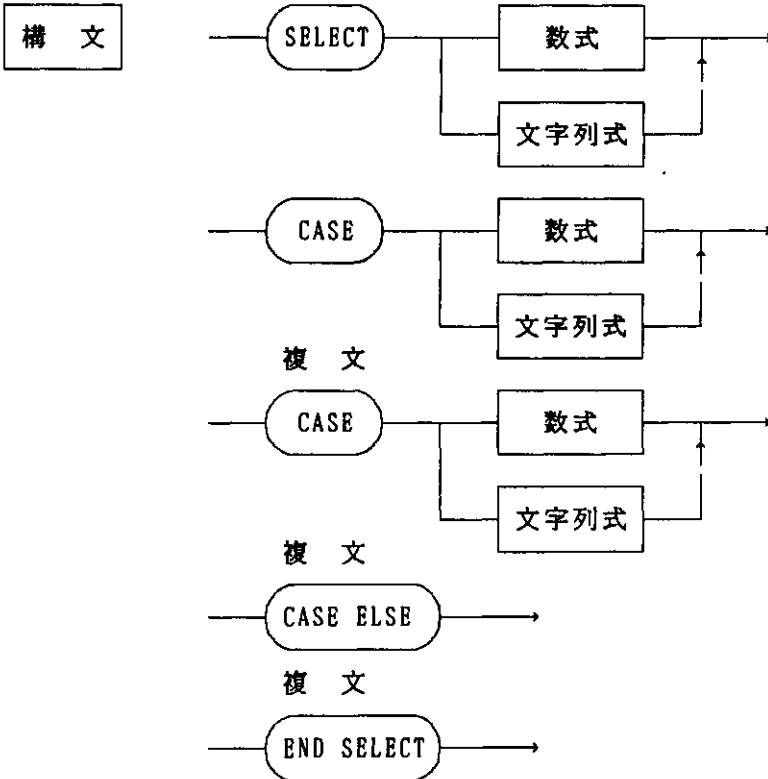 構 文
SELECT 数式
文字列式
CASE 数式
文字列式
複 文
CASE 数式
文字列式
複 文
CASE ELSE
複 文
END SELECT